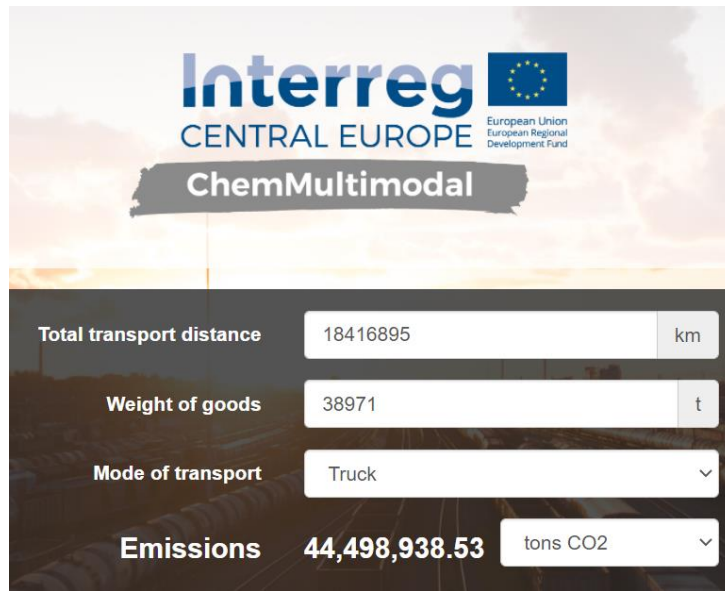 Interreg
CENTRAL EUROPE
European Union
European Regional
Development Fund
ChemMultimodal
Total transport distance 18416895 km
Weight of goods 38971 t
Mode of transport Truck
Emissions 44,498,938.53 tons CO2